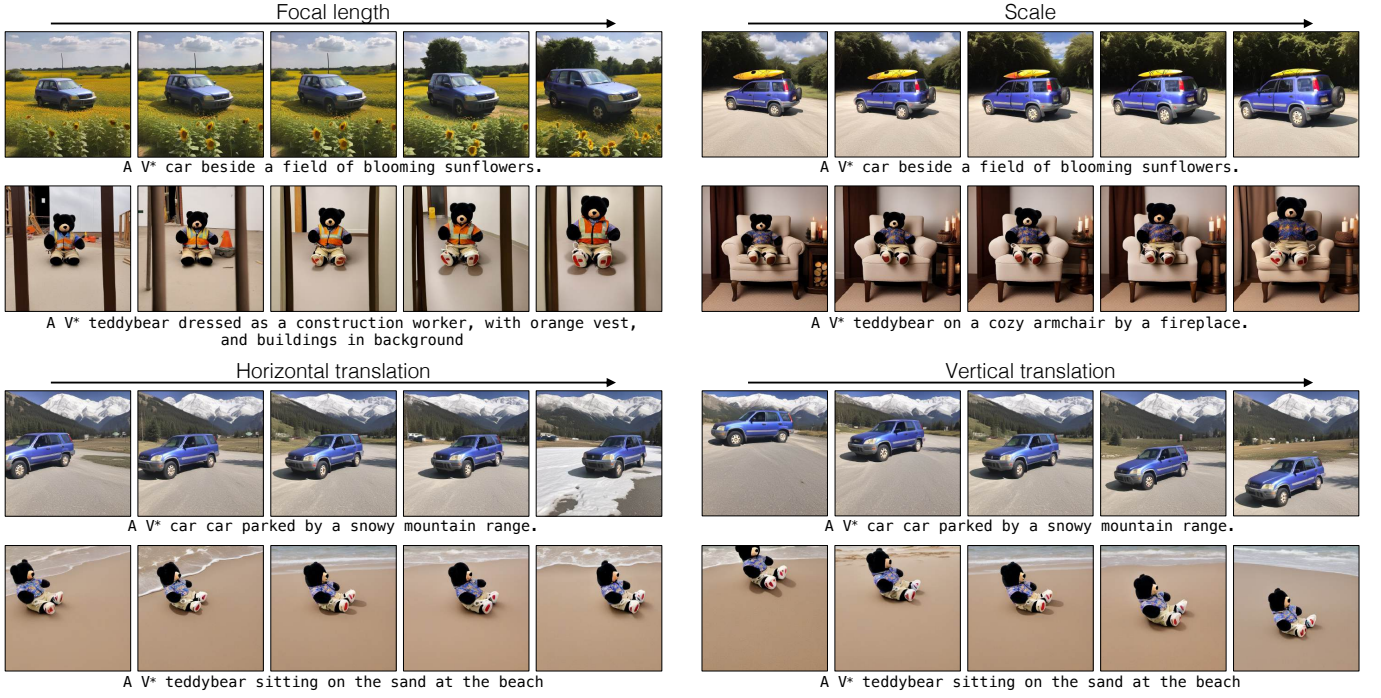 Focal length
A V* car beside a field of blooming sunflowers.
A V* teddybear dressed as a construction worker, with orange vest,
and buildings in background
Scale
A V* car beside a field of blooming sunflowers.
A V* teddybear on a cozy armchair by a fireplace.
Horizontal translation
A V* car car parked by a snowy mountain range.
A V* teddybear sitting on the sand at the beach
Vertical translation
A V* car car parked by a snowy mountain range.
A V* teddybear sitting on the sand at the beach